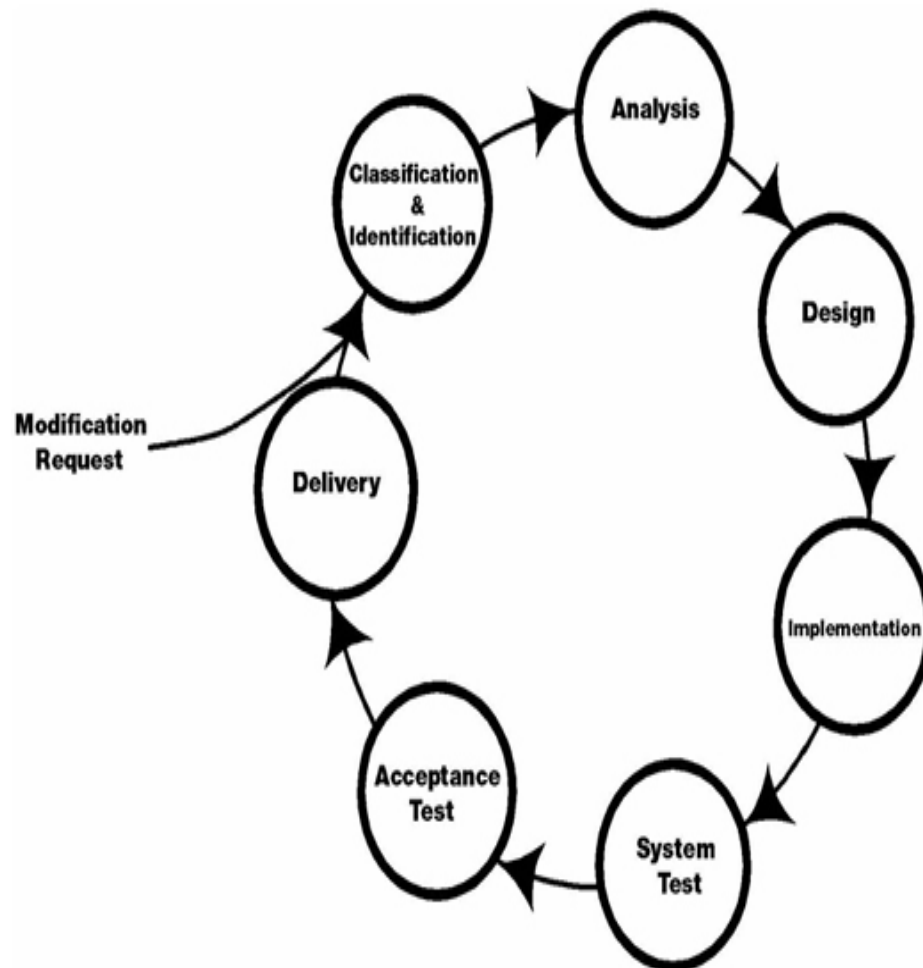 Analysis
Classification
&
Identification
Design
Modification
Request
Delivery
Implementation
Acceptance
Test
System
Test